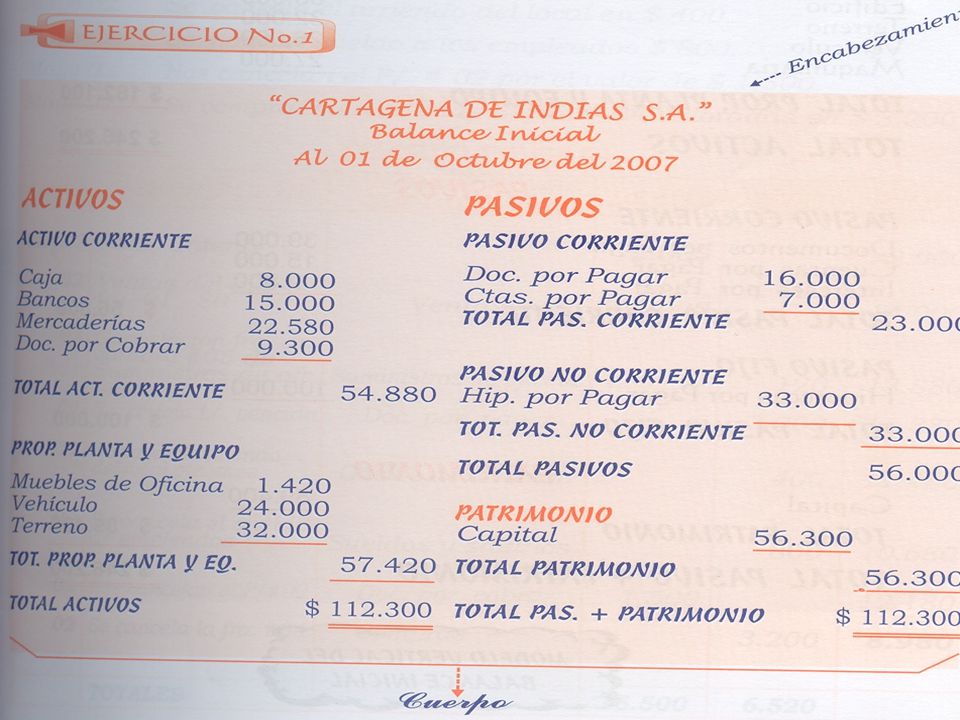 EJERCICIO No.1
Encabezamient
“CARTAGENA DE INDIAS S.A.”
Balance Inicial
Al 01 de Octubre del 2007
ACTIVOS
ACTIVO CORRIENTE
Caja 8.000
Bancos 15.000
Mercaderías 22.580
Doc. por Cobrar 9.300
TOTAL ACT. CORRIENTE 54.880
PROP. PLANTA Y EQUIPO
Muebles de Oficina 1.420
Vehículo 24.000
Terreno 32.000
TOT. PROP. PLANTA Y EQ. 57.420
TOTAL ACTIVOS $ 112.300
PASIVOS
PASIVO CORRIENTE
Doc. por Pagar 16.000
Ctas. por Pagar 7.000
TOTAL PAS. CORRIENTE 23.000
PASIVO NO CORRIENTE
Hip. por Pagar 33.000
TOT. PAS. NO CORRIENTE 33.000
TOTAL PASIVOS 56.000
PATRIMONIO
Capital 56.300
TOTAL PATRIMONIO 56.300
TOTAL PAS. + PATRIMONIO $ 112.300
Cuerpo